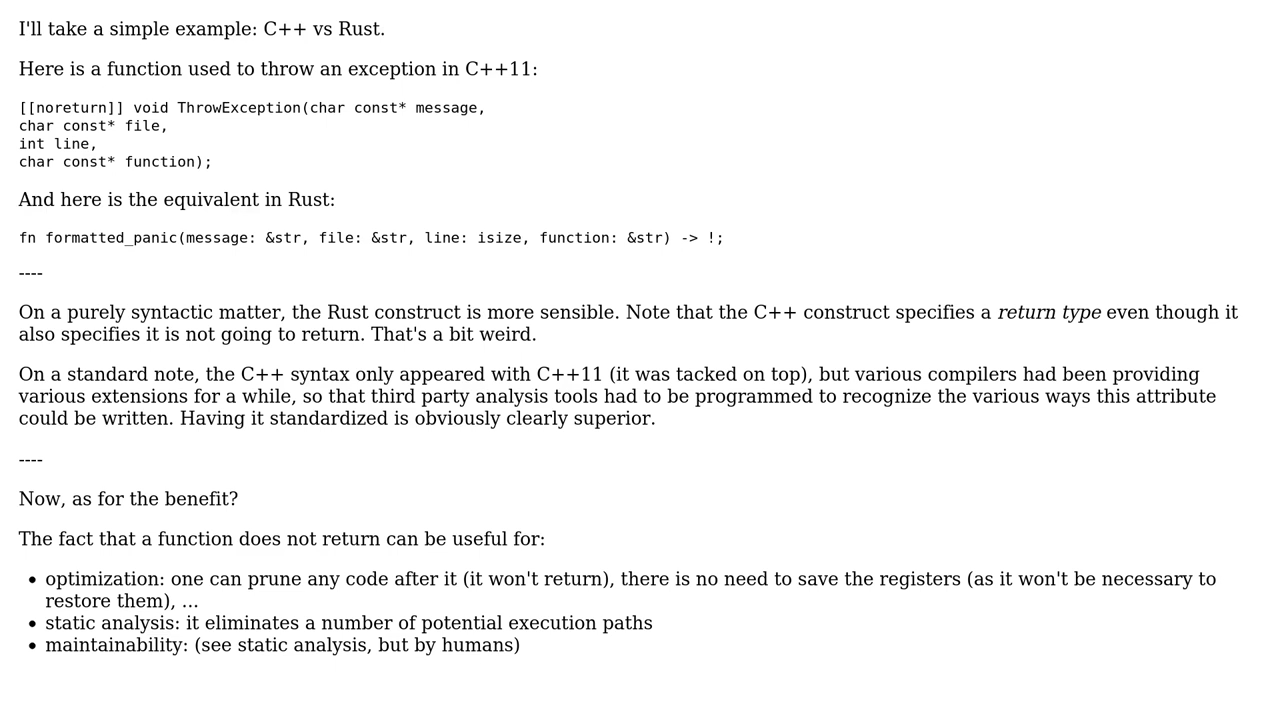 I'll take a simple example: C++ vs Rust.
Here is a function used to throw an exception in C++11:
[[noreturn]] void ThrowException(char const* message,
char const* file,
int line,
char const* function);
And here is the equivalent in Rust:
fn formatted_panic(message: &str, file: &str, line: isize, function: &str) -> !;
----
On a purely syntactic matter, the Rust construct is more sensible. Note that the C++ construct specifies a return type even though it
also specifies it is not going to return. That's a bit weird.
On a standard note, the C++ syntax only appeared with C++11 (it was tacked on top), but various compilers had been providing
various extensions for a while, so that third party analysis tools had to be programmed to recognize the various ways this attribute
could be written. Having it standardized is obviously clearly superior.
----
Now, as for the benefit?
The fact that a function does not return can be useful for:
• optimization: one can prune any code after it (it won't return), there is no need to save the registers (as it won't be necessary to
restore them), ...
• static analysis: it eliminates a number of potential execution paths
• maintainability: (see static analysis, but by humans)